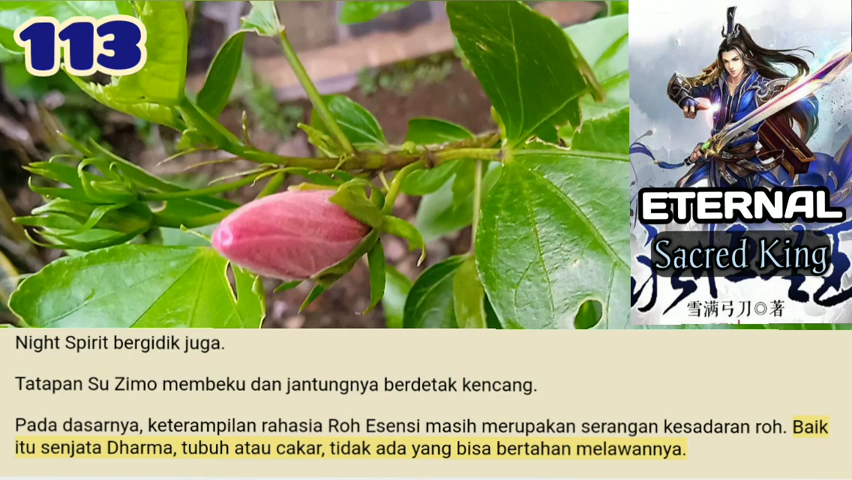 113
ETERNAL
Sacred King
雪满弓刀◎著
Night Spirit bergidik juga.
Tatapan Su Zimo membeku dan jantungnya berdetak kencang.
Pada dasarnya, keterampilan rahasia Roh Esensi masih merupakan serangan kesadaran roh. Baik
itu senjata Dharma, tubuh atau cakar, tidak ada yang bisa bertahan melawannya.